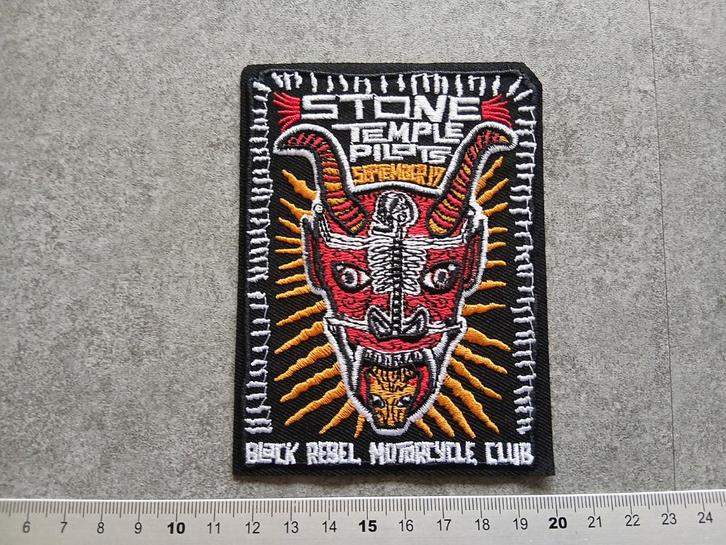 STONE
TEMPLE
PILOTS
SEPTEMBER 17
BLACK REBEL MOTORCYCLE CLUB
6 7 8 9 10 11 12 13 14 15 16 17 18 19 20 21 22 23 24